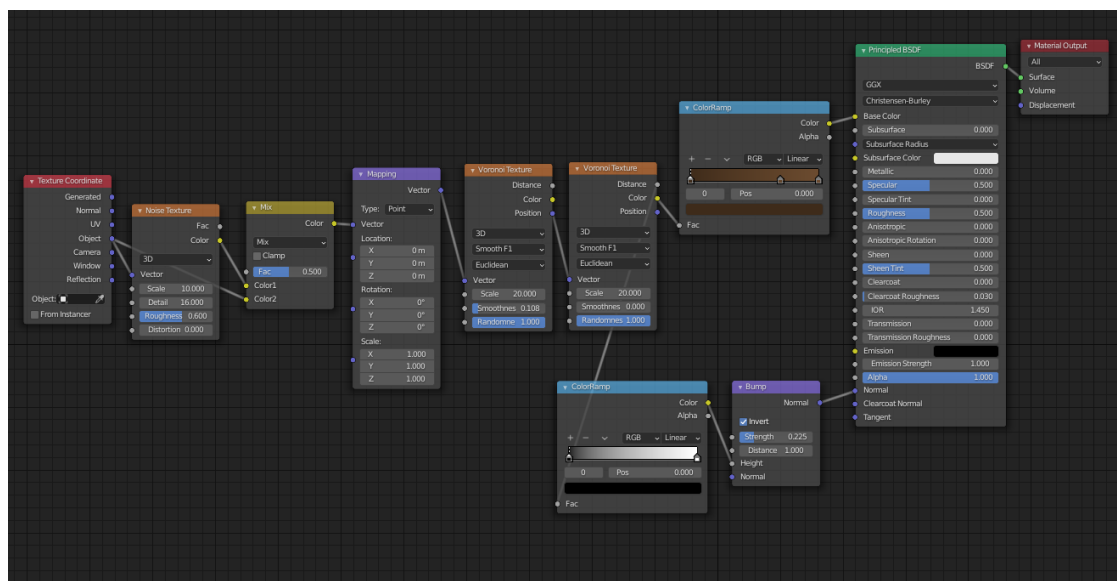 Texture Coordinate
Generated
Normal
UV
Object
Camera
Window
Reflection
Object:
From Instancer
Noise Texture
Fac
Color
3D
Vector
Scale 10.000
Detail 16.000
Roughness 0.600
Distortion 0.000
Mix
Color
Mix
Clamp
Fac 0.500
Color1
Color2
Mapping
Vector
Type: Point
Vector
Location:
X 0 m
Y 0 m
Z 0 m
Rotation:
X 0°
Y 0°
Z 0°
Scale:
X 1.000
Y 1.000
Z 1.000
Voronoi Texture
Distance
Color
Position
3D
Smooth F1
Euclidean
Vector
Scale 20.000
Smoothnes 0.108
Randomne 1.000
Voronoi Texture
Distance
Color
Position
3D
Smooth F1
Euclidean
Vector
Scale 20.000
Smoothnes 0.000
Randomnes 1.000
ColorRamp
Color
Alpha
RGB Linear
0 Pos 0.000
Fac
ColorRamp
Color
Alpha
RGB Linear
0 Pos 0.000
Fac
Bump
Normal
Invert
Strength 0.225
Distance 1.000
Height
Normal
Principled BSDF
BSDF
GGX
Christensen-Burley
Base Color
Subsurface 0.000
Subsurface Radius
Subsurface Color
Metallic 0.000
Specular 0.500
Specular Tint 0.000
Roughness 0.500
Anisotropic 0.000
Anisotropic Rotation 0.000
Sheen 0.000
Sheen Tint 0.500
Clearcoat 0.000
Clearcoat Roughness 0.030
IOR 1.450
Transmission 0.000
Transmission Roughness 0.000
Emission
Emission Strength 1.000
Alpha 1.000
Normal
Clearcoat Normal
Tangent
Material Output
All
Surface
Volume
Displacement